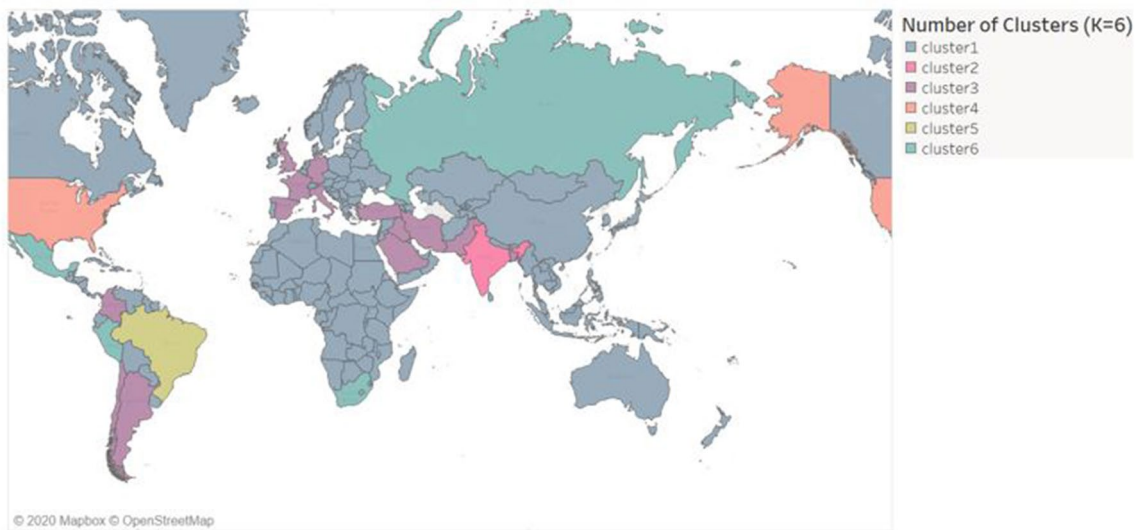 Number of Clusters (K=6)
cluster1
cluster2
cluster3
cluster4
cluster5
cluster6
© 2020 Mapbox © OpenStreetMap